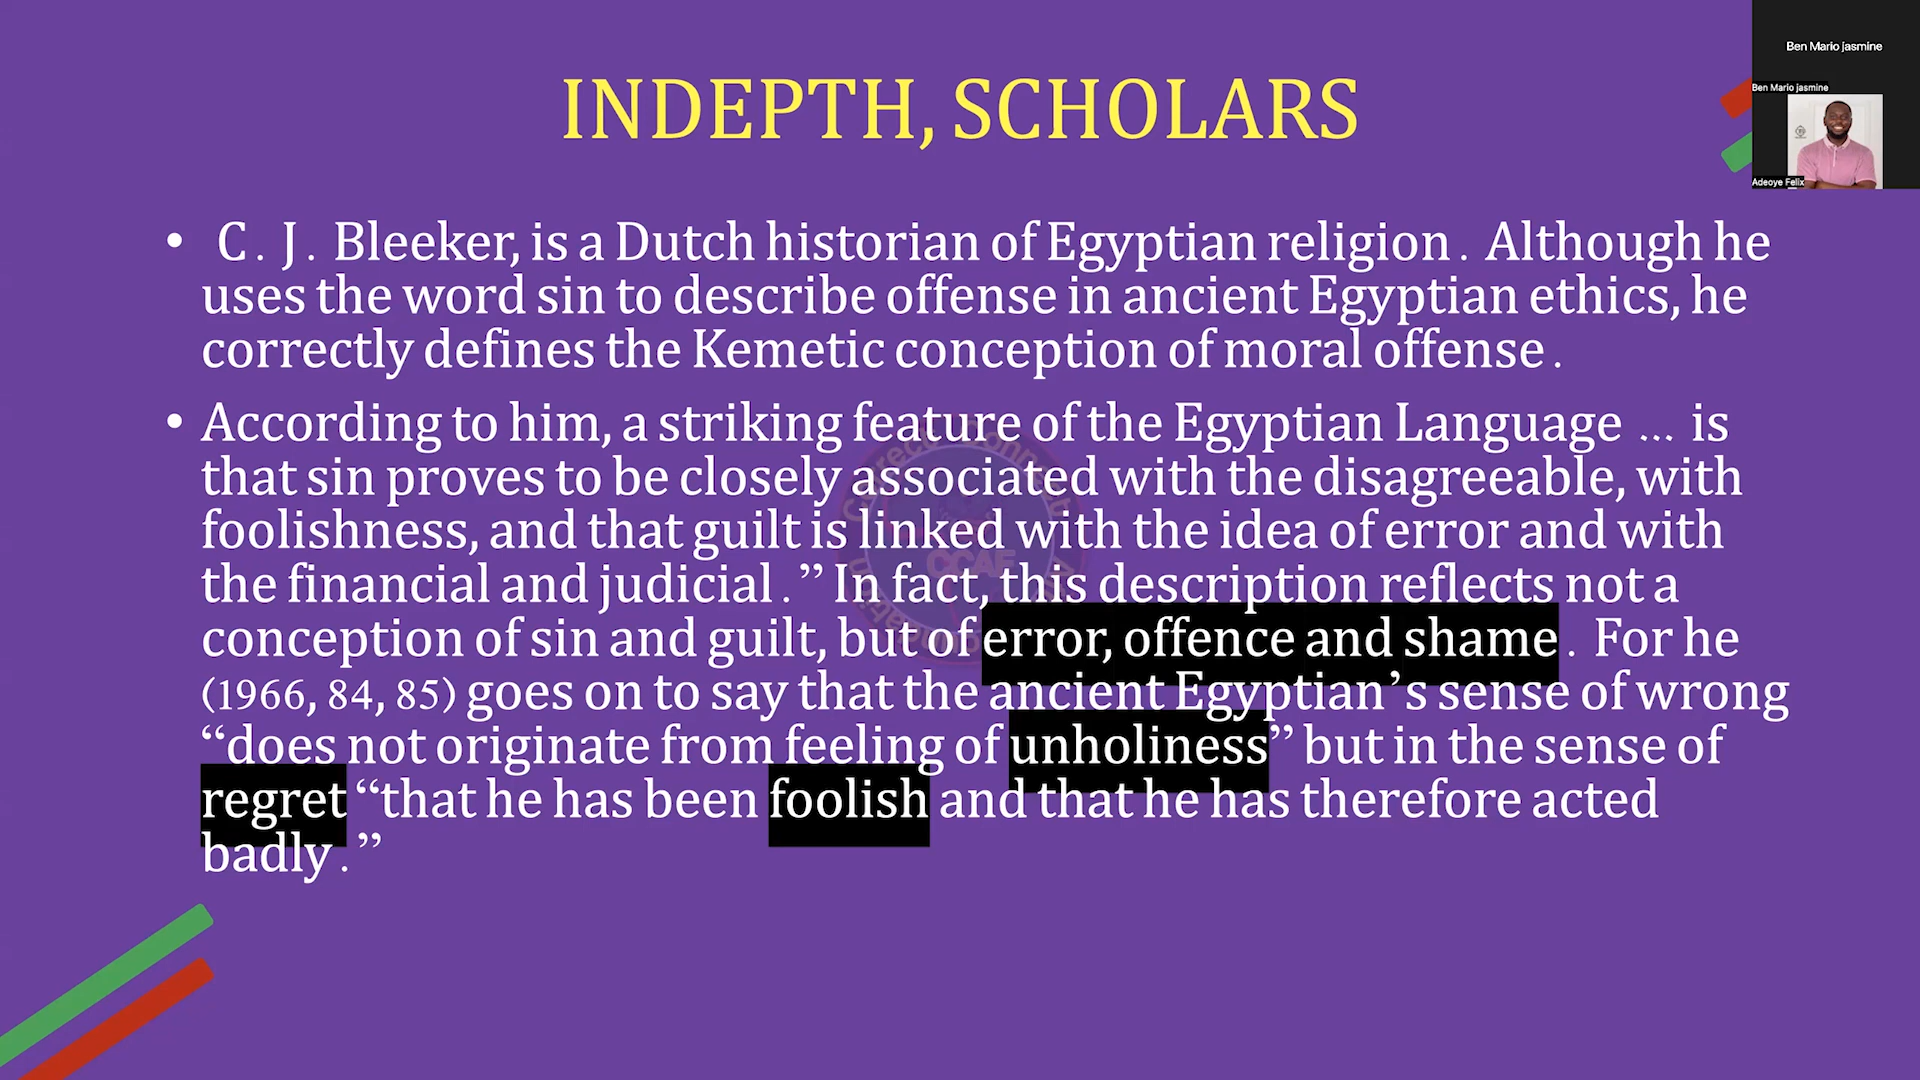 Ben Mario jasmine
Ben Mario jasmine
Adeoye Felix
INDEPTH, SCHOLARS
• C. J. Bleeker, is a Dutch historian of Egyptian religion. Although he
uses the word sin to describe offense in ancient Egyptian ethics, he
correctly defines the Kemetic conception of moral offense.
• According to him, a striking feature of the Egyptian Language … is
that sin proves to be closely associated with the disagreeable, with
foolishness, and that guilt is linked with the idea of error and with
the financial and judicial.” In fact, this description reflects not a
conception of sin and guilt, but of error, offence and shame. For he
(1966, 84, 85) goes on to say that the ancient Egyptian’s sense of wrong
“does not originate from feeling of unholiness” but in the sense of
regret “that he has been foolish and that he has therefore acted
badly.”
CCAF